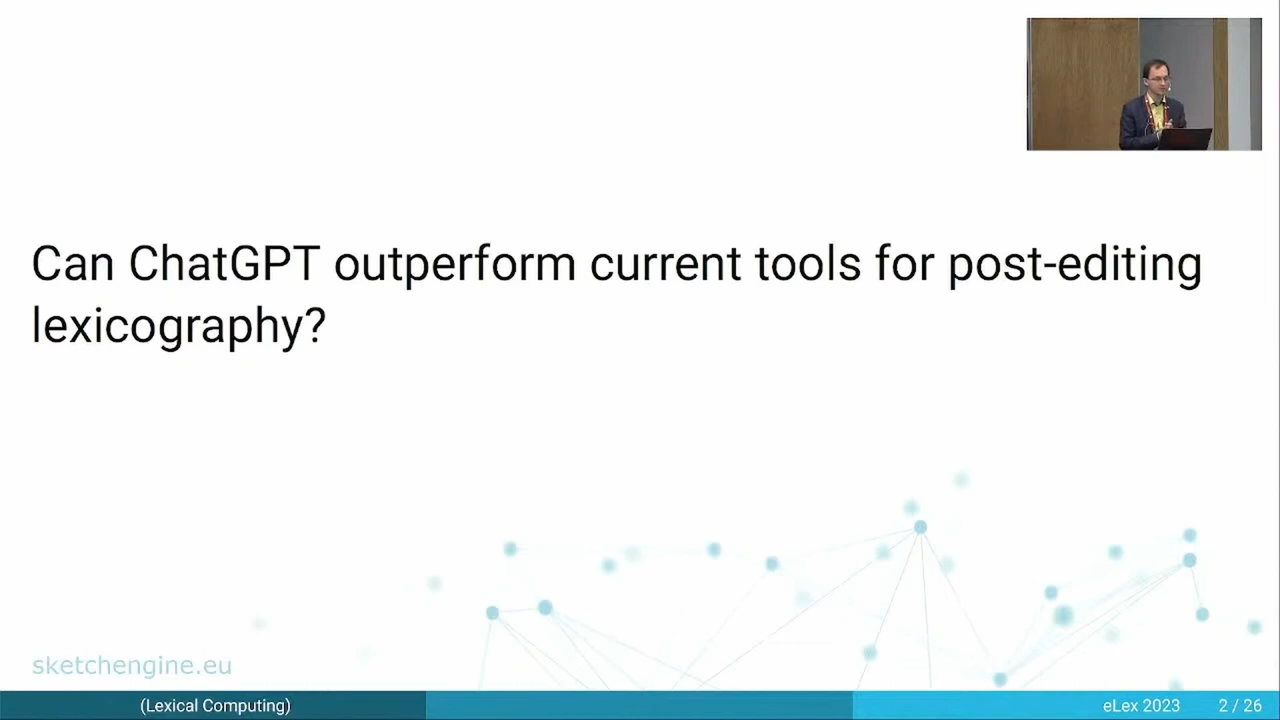 Can ChatGPT outperform current tools for post-editing
lexicography?
sketchengine.eu
(Lexical Computing)
eLex 2023
2 / 26